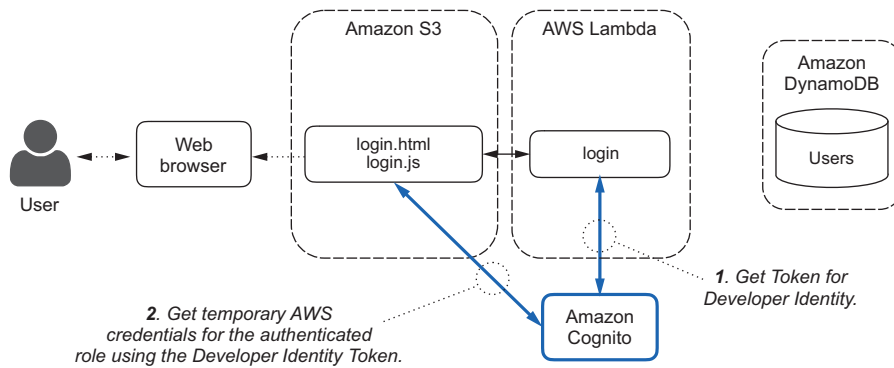 Amazon S3
AWS Lambda
Amazon
DynamoDB
Users
Web
browser
login.html
login.js
login
User
1. Get Token for
Developer Identity.
2. Get temporary AWS
credentials for the authenticated
role using the Developer Identity Token.
Amazon
Cognito